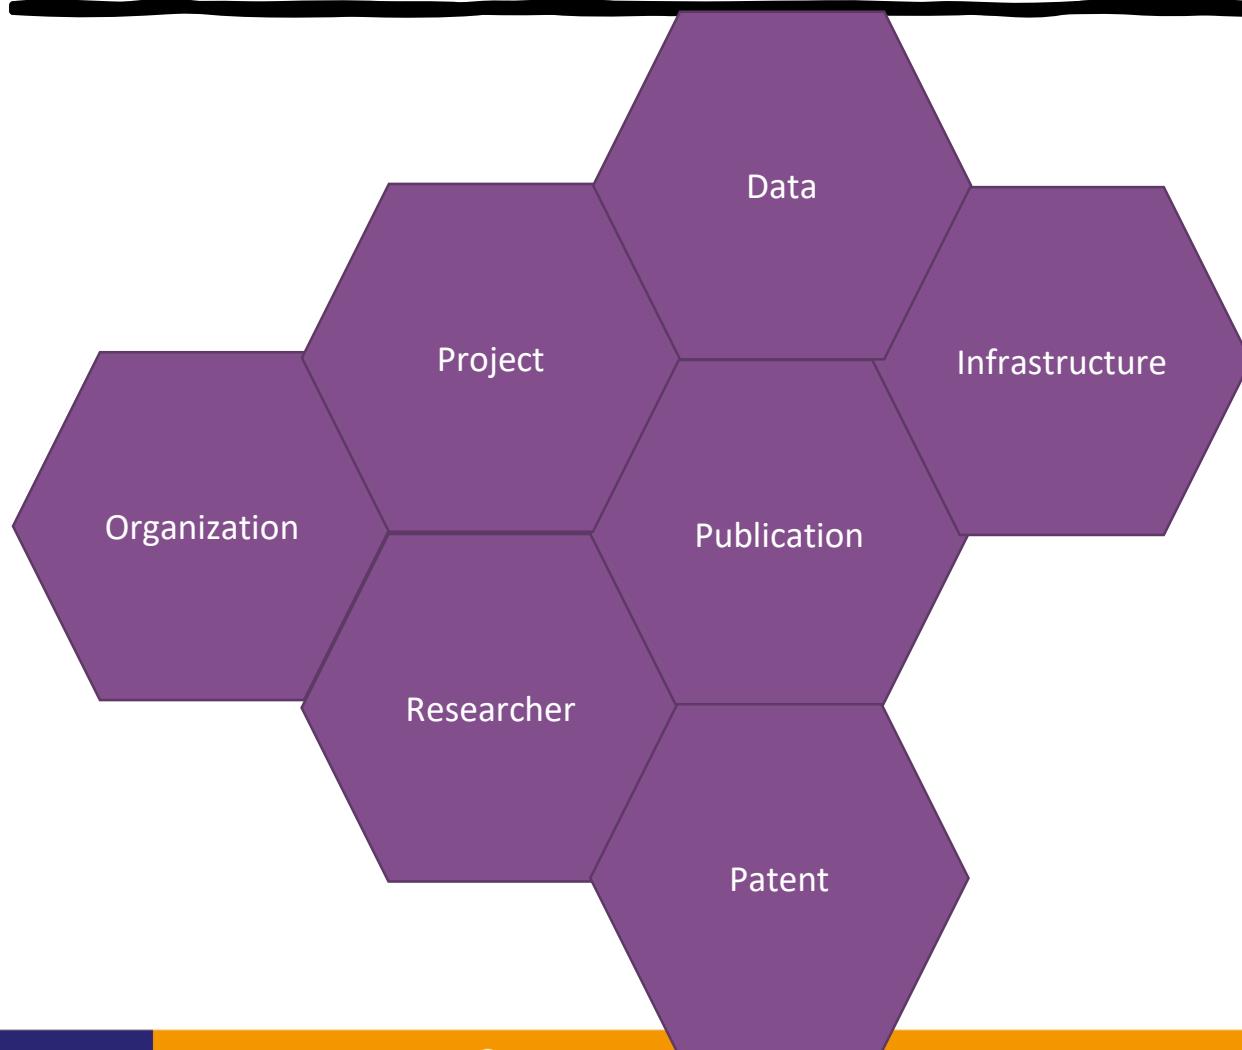 Data
Project
Infrastructure
Organization
Publication
Researcher
Patent